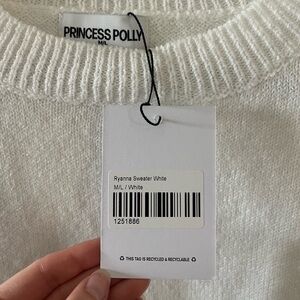 PRINCESS POLLY
M/L
Ryanna Sweater White
M/L / White
1251886
♻ THIS TAG IS RECYCLED & RECYCLABLE ♻